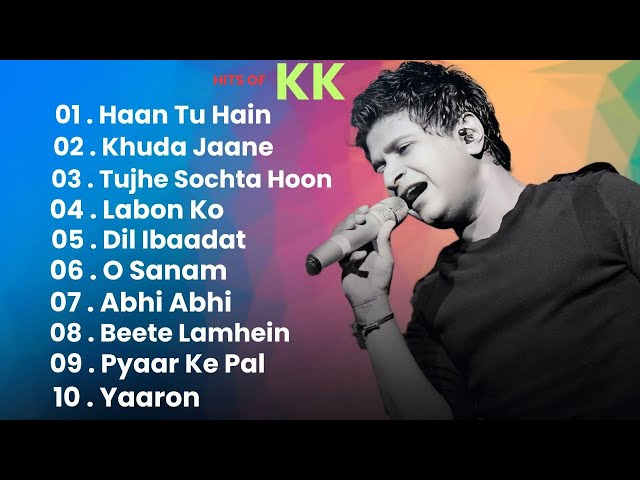 HITS OF KK
01 . Haan Tu Hain
02 . Khuda Jaane
03 . Tujhe Sochta Hoon
04 . Labon Ko
05 . Dil Ibaadat
06 . O Sanam
07 . Abhi Abhi
08 . Beete Lamhein
09 . Pyaar Ke Pal
10 . Yaaron